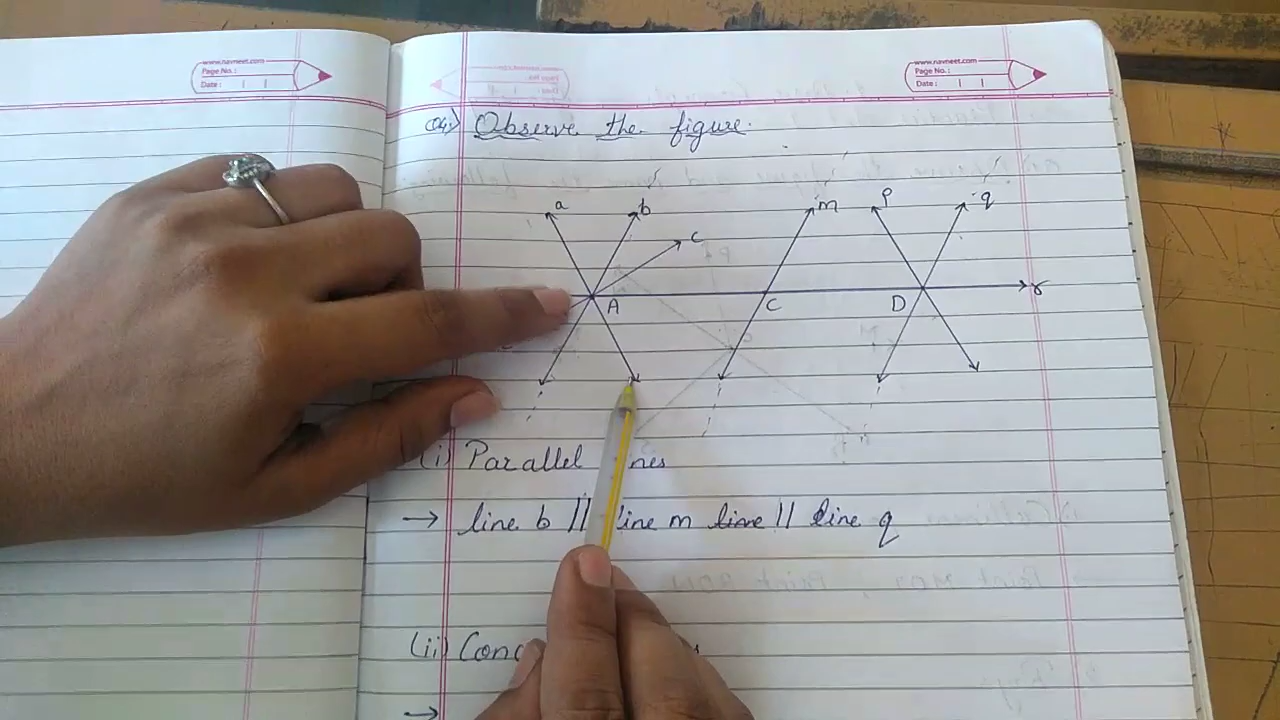 www.navneet.com
Page No. :
Date :
www.navneet.com
Page No. :
Date :
Q4) Observe the figure.
a b c m p q
A C D r
(i) Parallel
→ line b // line m line // line q
(ii)
→